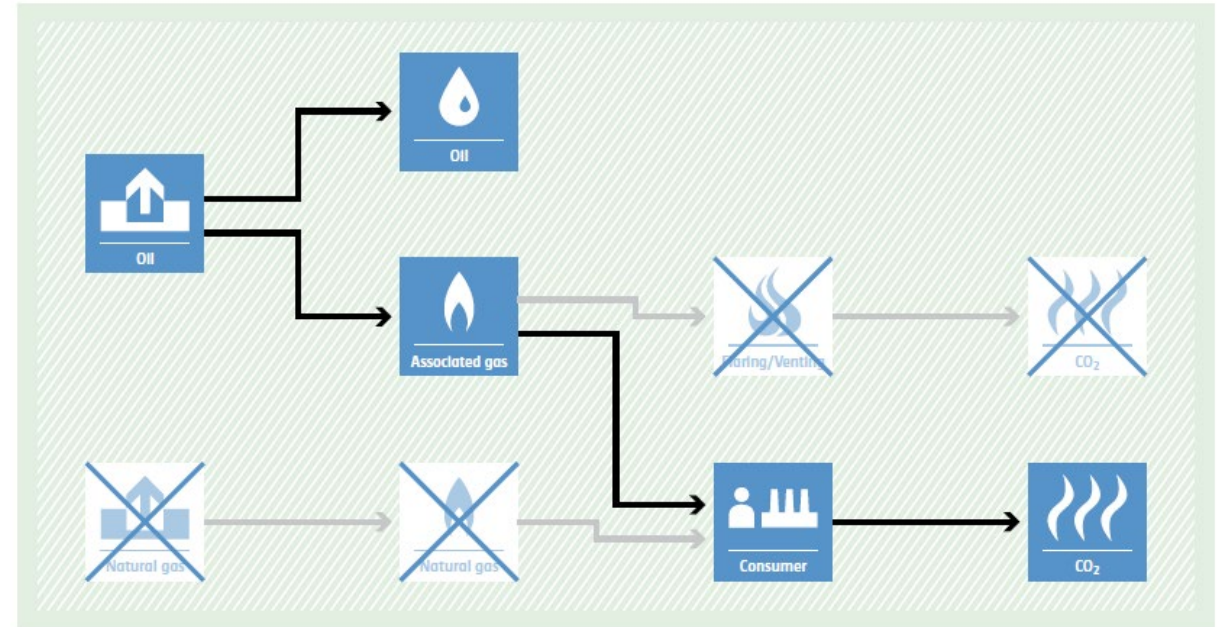 Oil
Oil
Associated gas
Flaring/Venting
CO₂
Natural gas
Natural gas
Consumer
CO₂